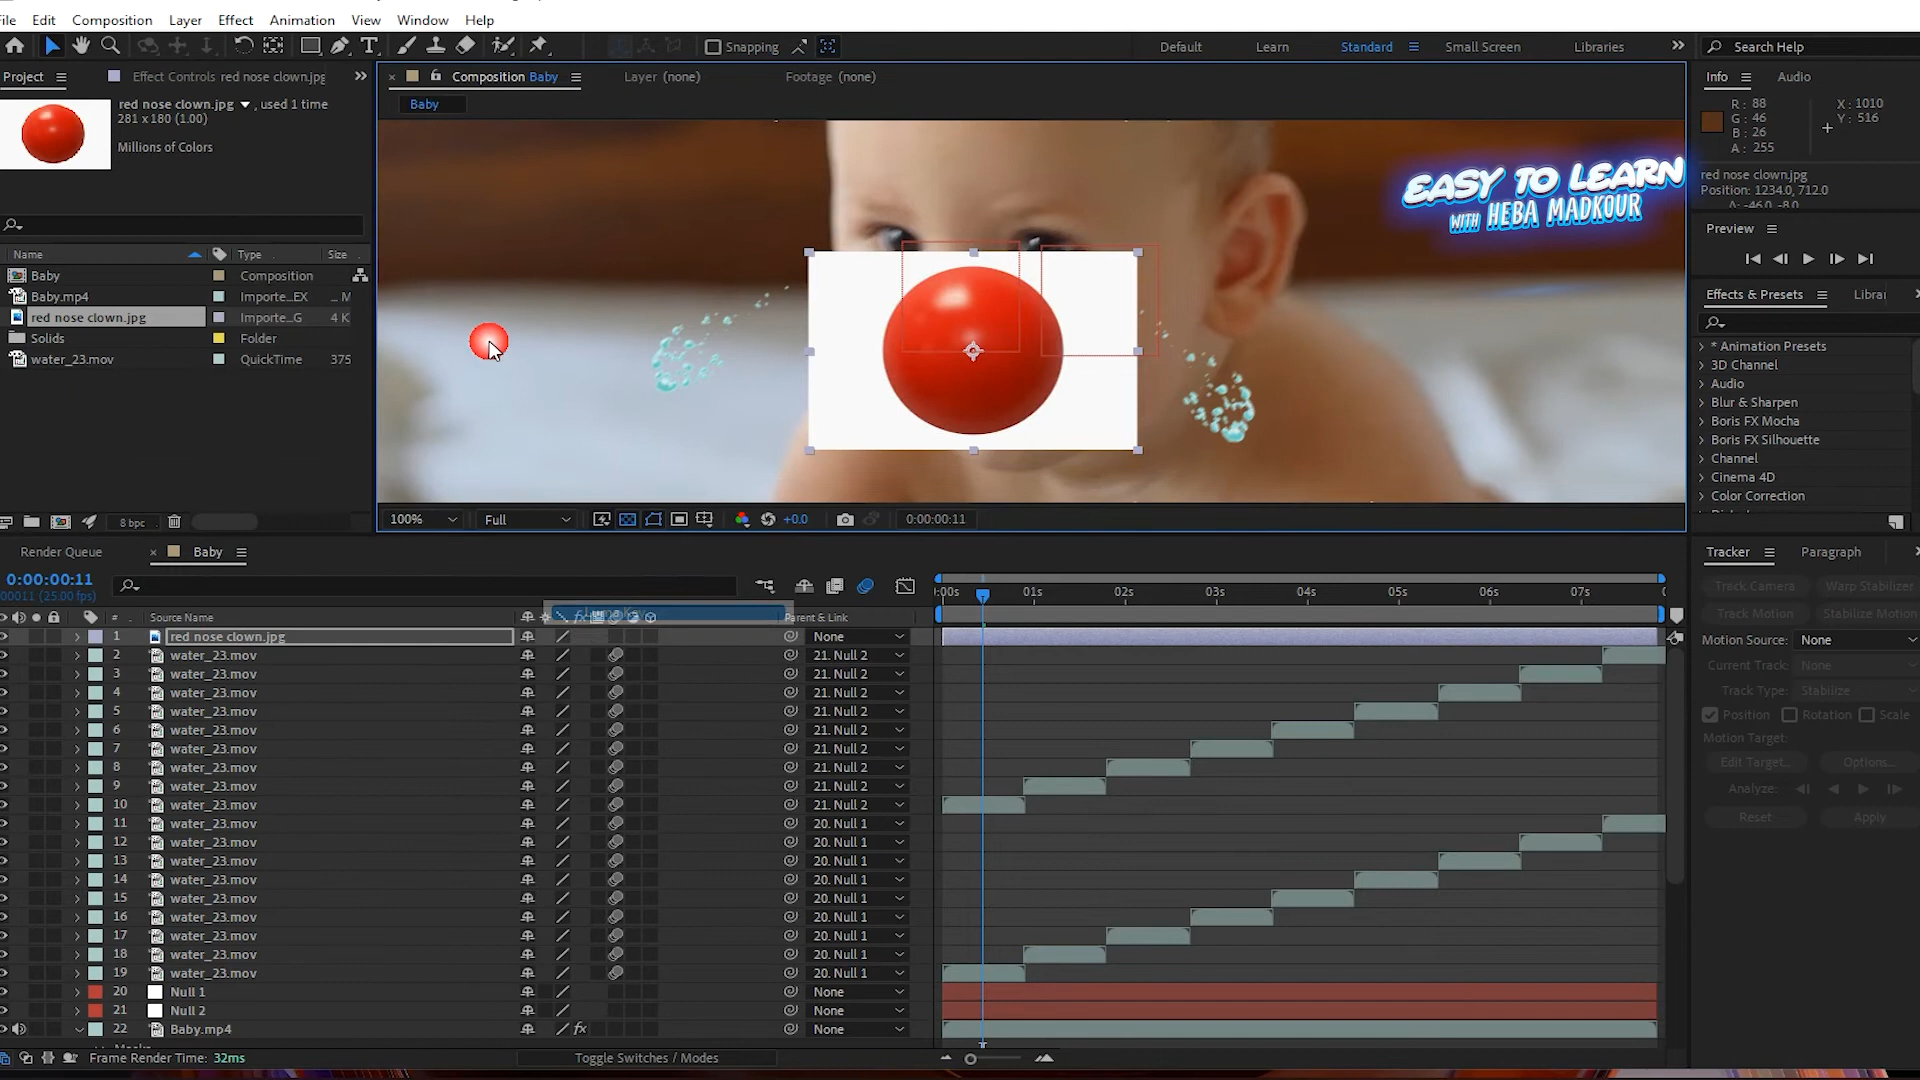 File Edit Composition Layer Effect Animation View Window Help
Snapping
Default Learn Standard Small Screen Libraries
Search Help
Project Effect Controls red nose clown.jpg
Composition Baby Layer (none) Footage (none)
Info Audio
red nose clown.jpg , used 1 time
281 x 180 (1.00)
Millions of Colors
Baby
R: 88
G: 46
B: 26
A: 255
X: 1010
Y: 516
EASY TO LEARN
WITH HEBA MADKOUR
red nose clown.jpg
Position: 1234.0, 712.0
Preview
Name Type Size
Baby Composition
Baby.mp4 Importe...EX ... M
red nose clown.jpg Importe...G 4 K
Solids Folder
water_23.mov QuickTime 375
Effects & Presets Librar
* Animation Presets
3D Channel
Audio
Blur & Sharpen
Boris FX Mocha
Boris FX Silhouette
Channel
Cinema 4D
Color Correction
8 bpc
100% Full +0.0 0:00:00:11
Render Queue Baby
0:00:00:11
00011 (25.00 fps)
:00s 01s 02s 03s 04s 05s 06s 07s
# Source Name Parent & Link
1 red nose clown.jpg None
2 water_23.mov 21. Null 2
3 water_23.mov 21. Null 2
4 water_23.mov 21. Null 2
5 water_23.mov 21. Null 2
6 water_23.mov 21. Null 2
7 water_23.mov 21. Null 2
8 water_23.mov 21. Null 2
9 water_23.mov 21. Null 2
10 water_23.mov 21. Null 2
11 water_23.mov 20. Null 1
12 water_23.mov 20. Null 1
13 water_23.mov 20. Null 1
14 water_23.mov 20. Null 1
15 water_23.mov 20. Null 1
16 water_23.mov 20. Null 1
17 water_23.mov 20. Null 1
18 water_23.mov 20. Null 1
19 water_23.mov 20. Null 1
20 Null 1 None
21 Null 2 None
22 Baby.mp4 fx None
Frame Render Time: 32ms
Toggle Switches / Modes
Tracker Paragraph
Track Camera Warp Stabilizer
Track Motion Stabilize Motion
Motion Source: None
Current Track: None
Track Type: Stabilize
Position Rotation Scale
Motion Target:
Edit Target... Options...
Analyze:
Reset Apply